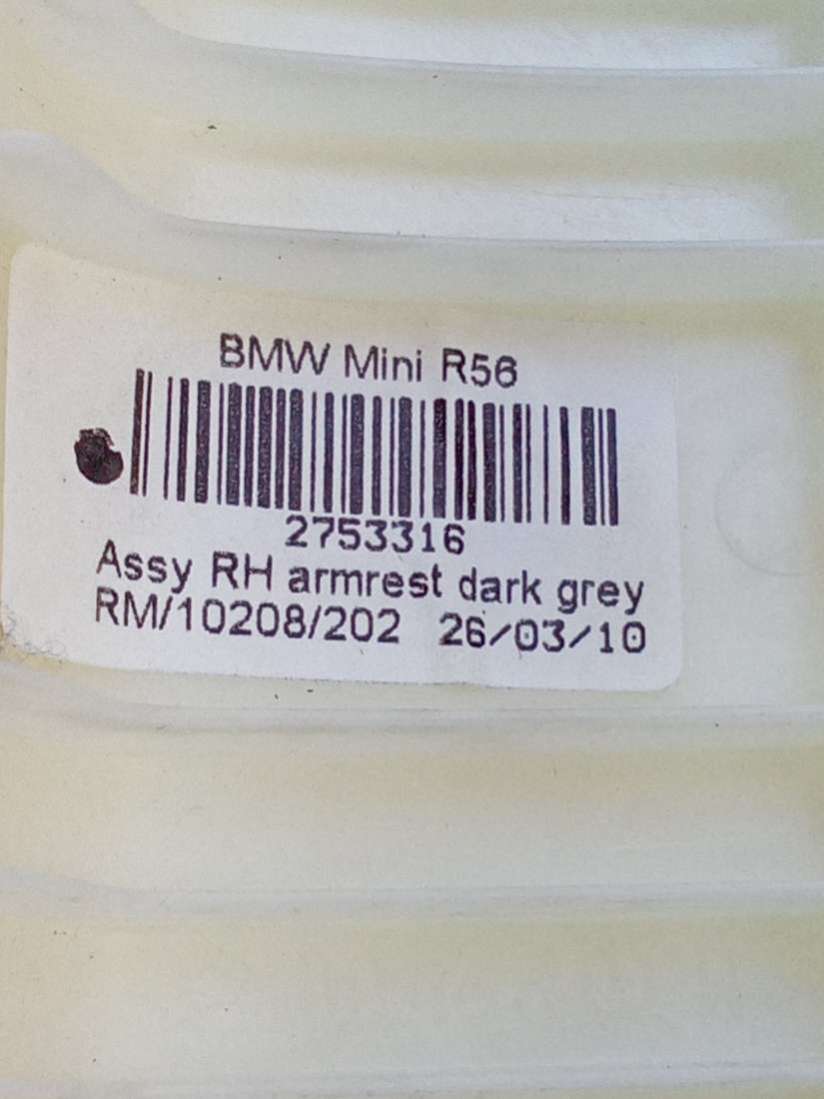 BMW Mini R56
2753316
Assy RH armrest dark grey
RM/10208/202 26/03/10